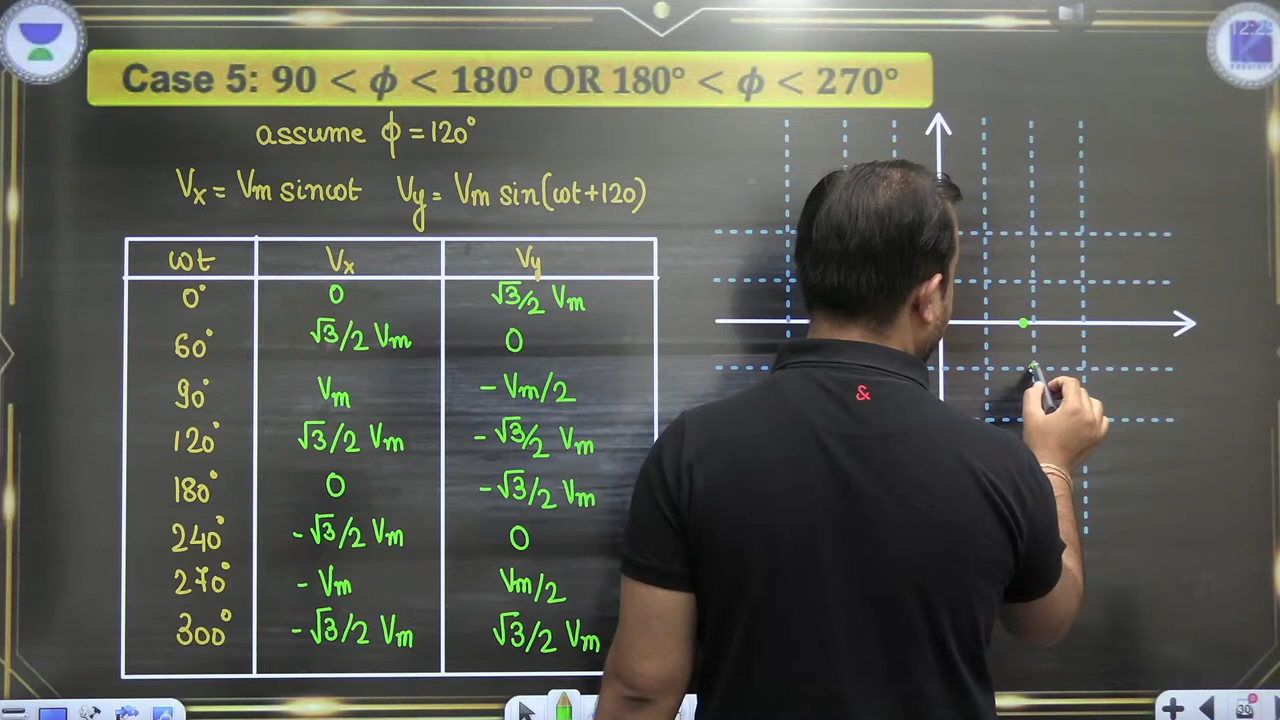 Case 5: 90 < ϕ < 180° OR 180° < ϕ < 270°
assume ϕ = 120°
Vx = Vm sinωt Vy = Vm sin(ωt+120)
ωt Vx Vy
0° 0 √3/2 Vm
60° √3/2 Vm 0
90° Vm - Vm/2
120° √3/2 Vm - √3/2 Vm
180° 0 - √3/2 Vm
240° - √3/2 Vm 0
270° - Vm Vm/2
300° - √3/2 Vm √3/2 Vm
&
30